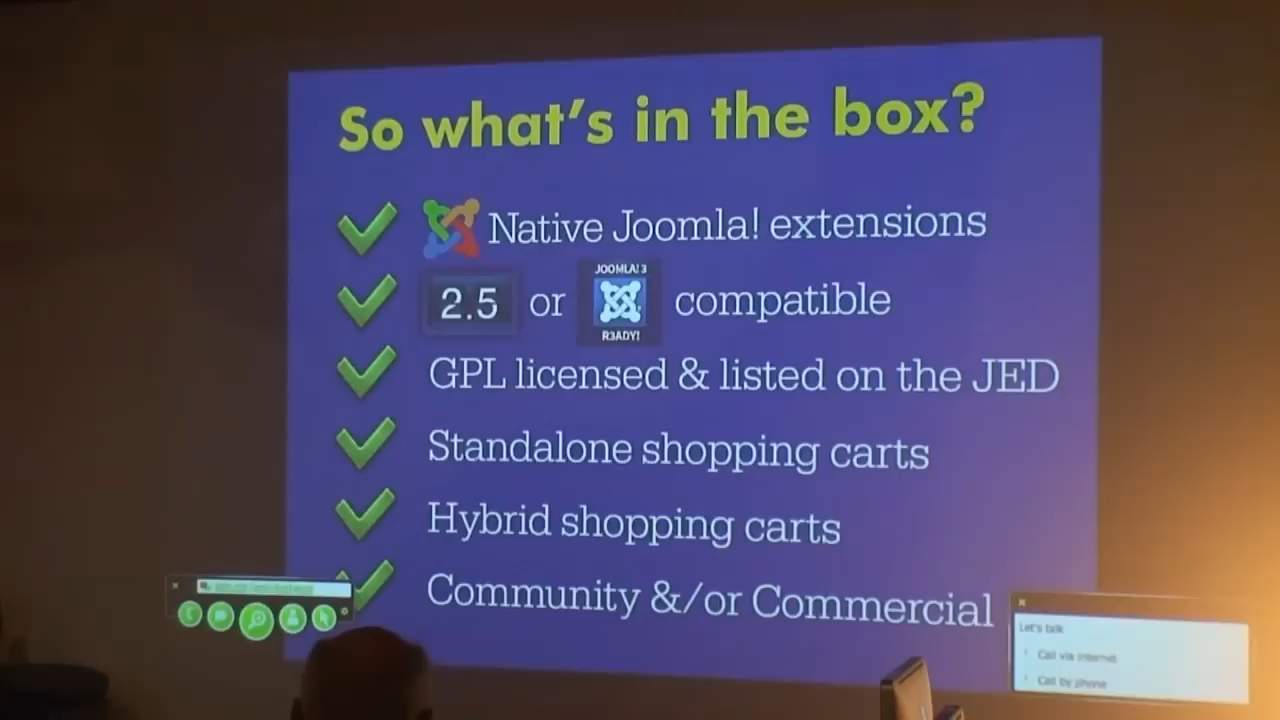 So what's in the box?
Native Joomla! extensions
JOOMLA! 3
2.5 or compatible
R3ADY!
GPL licensed & listed on the JED
Standalone shopping carts
Hybrid shopping carts
Community &/or Commercial
Let's talk
Call via internet
Call by phone